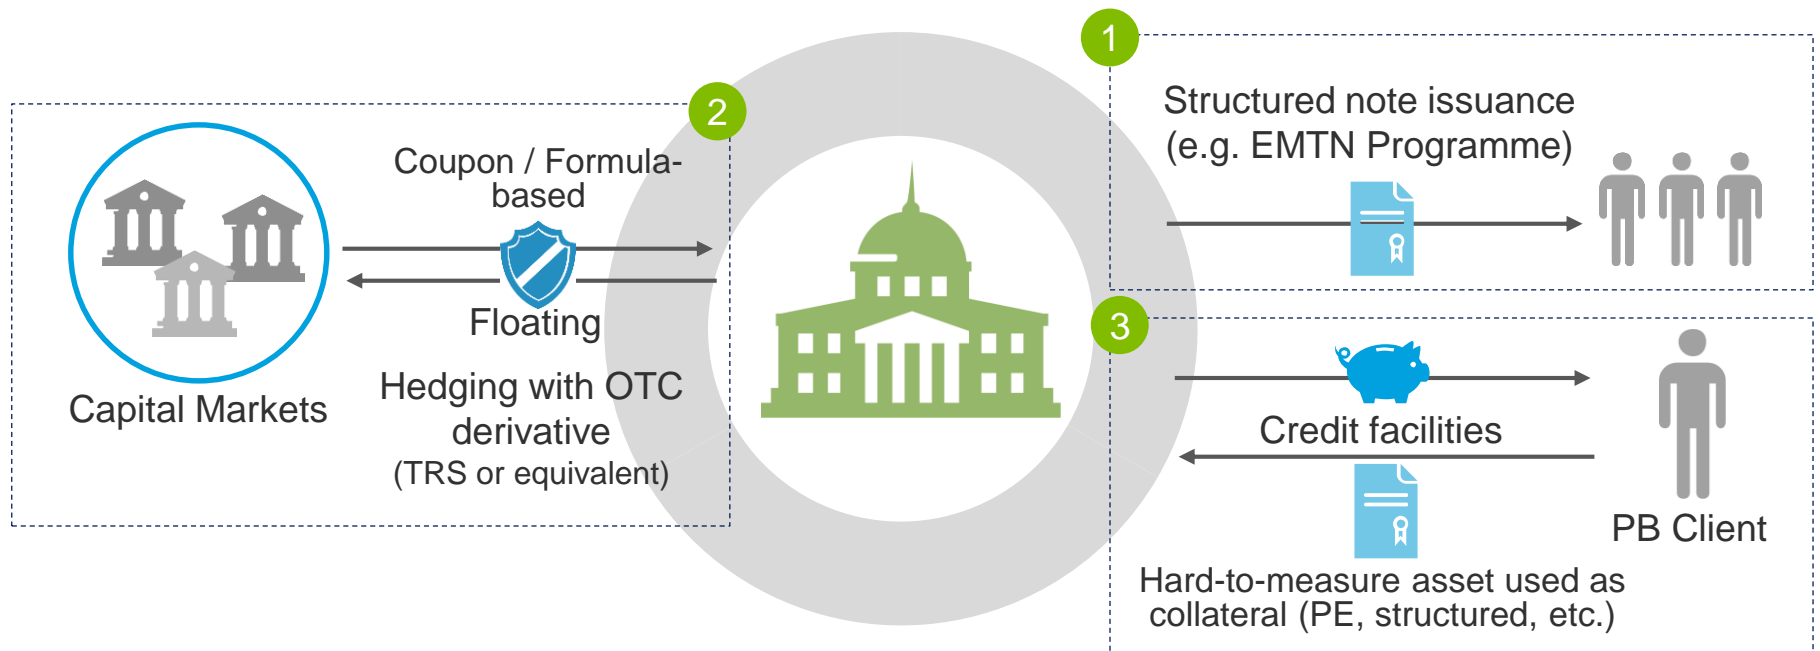 1
Structured note issuance
(e.g. EMTN Programme)
2
Coupon / Formula-
based
Floating
Hedging with OTC
derivative
(TRS or equivalent)
Capital Markets
3
Credit facilities
PB Client
Hard-to-measure asset used as
collateral (PE, structured, etc.)